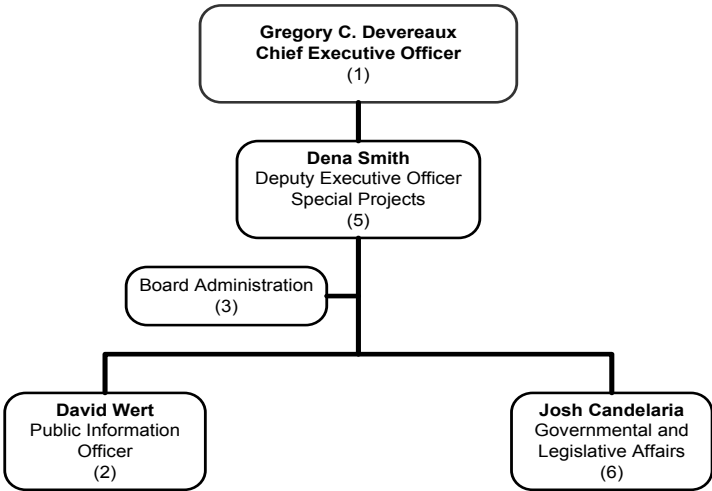 Gregory C. Devereaux
Chief Executive Officer
(1)
Dena Smith
Deputy Executive Officer
Special Projects
(5)
Board Administration
(3)
David Wert
Public Information
Officer
(2)
Josh Candelaria
Governmental and
Legislative Affairs
(6)